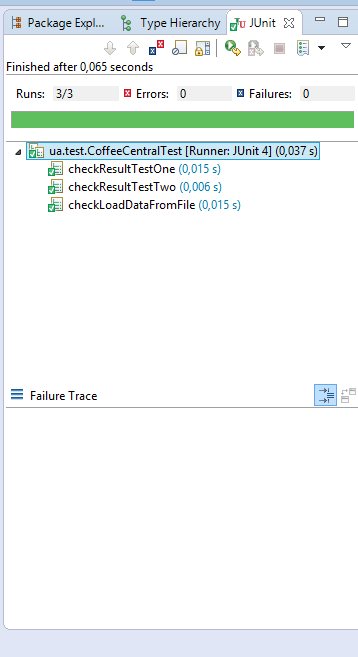 Package Expl... Type Hierarchy JUnit
Finished after 0,065 seconds
Runs: 3/3 Errors: 0 Failures: 0
ua.test.CoffeeCentralTest [Runner: JUnit 4] (0,037 s)
checkResultTestOne (0,015 s)
checkResultTestTwo (0,006 s)
checkLoadDataFromFile (0,015 s)
Failure Trace